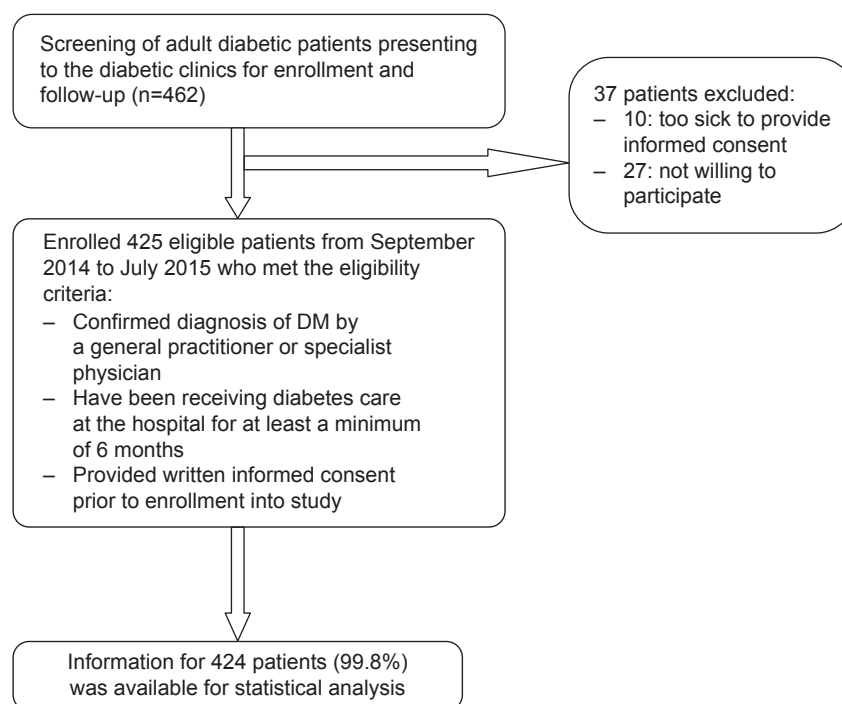 Screening of adult diabetic patients presenting
to the diabetic clinics for enrollment and
follow-up (n=462)
37 patients excluded:
– 10: too sick to provide
informed consent
– 27: not willing to
participate
Enrolled 425 eligible patients from September
2014 to July 2015 who met the eligibility
criteria:
– Confirmed diagnosis of DM by
a general practitioner or specialist
physician
– Have been receiving diabetes care
at the hospital for at least a minimum
of 6 months
– Provided written informed consent
prior to enrollment into study
Information for 424 patients (99.8%)
was available for statistical analysis